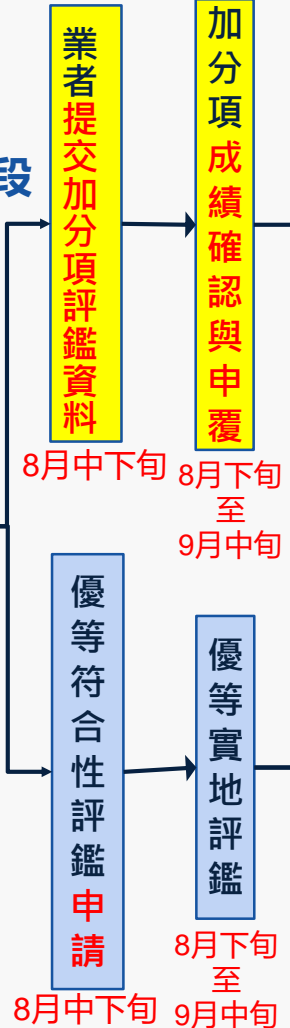 段
業者提交加分項評鑑資料
8月中下旬
加分項成績確認與申覆
8月下旬
至
9月中旬
優等符合性評鑑申請
8月中下旬
優等實地評鑑
8月下旬
至
9月中旬